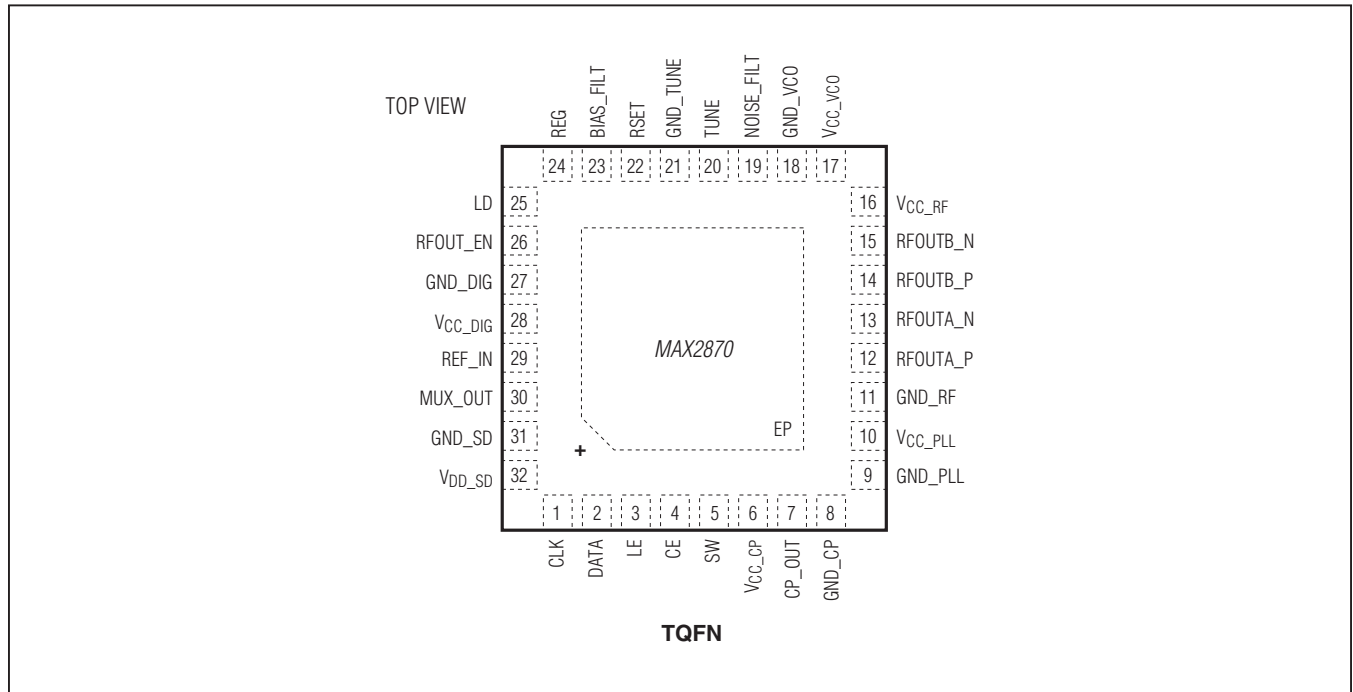 TOP VIEW
REG
BIAS_FILT
RSET
GND_TUNE
TUNE
NOISE_FILT
GND_VCO
VCC_VCO
24 23 22 21 20 19 18 17
LD 25
RFOUT_EN 26
GND_DIG 27
VCC_DIG 28
REF_IN 29
MUX_OUT 30
GND_SD 31
VDD_SD 32
16 VCC_RF
15 RFOUTB_N
14 RFOUTB_P
13 RFOUTA_N
12 RFOUTA_P
11 GND_RF
10 VCC_PLL
9 GND_PLL
MAX2870
EP
+
1 2 3 4 5 6 7 8
CLK
DATA
LE
CE
SW
VCC_CP
CP_OUT
GND_CP
TQFN